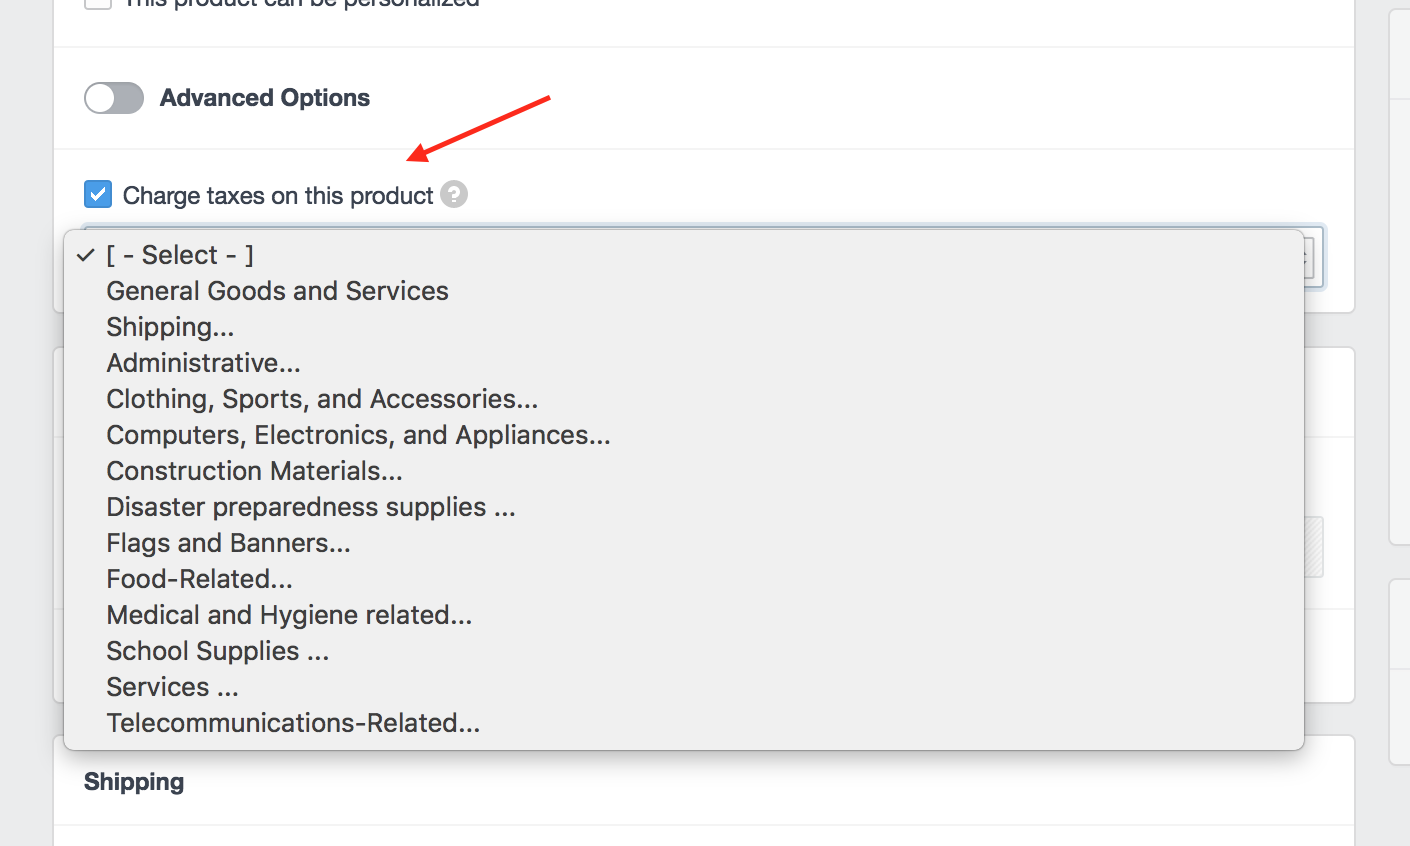 This product can be personalized
Advanced Options
Charge taxes on this product ?
[ - Select - ]
General Goods and Services
Shipping...
Administrative...
Clothing, Sports, and Accessories...
Computers, Electronics, and Appliances...
Construction Materials...
Disaster preparedness supplies ...
Flags and Banners...
Food-Related...
Medical and Hygiene related...
School Supplies ...
Services ...
Telecommunications-Related...
Shipping